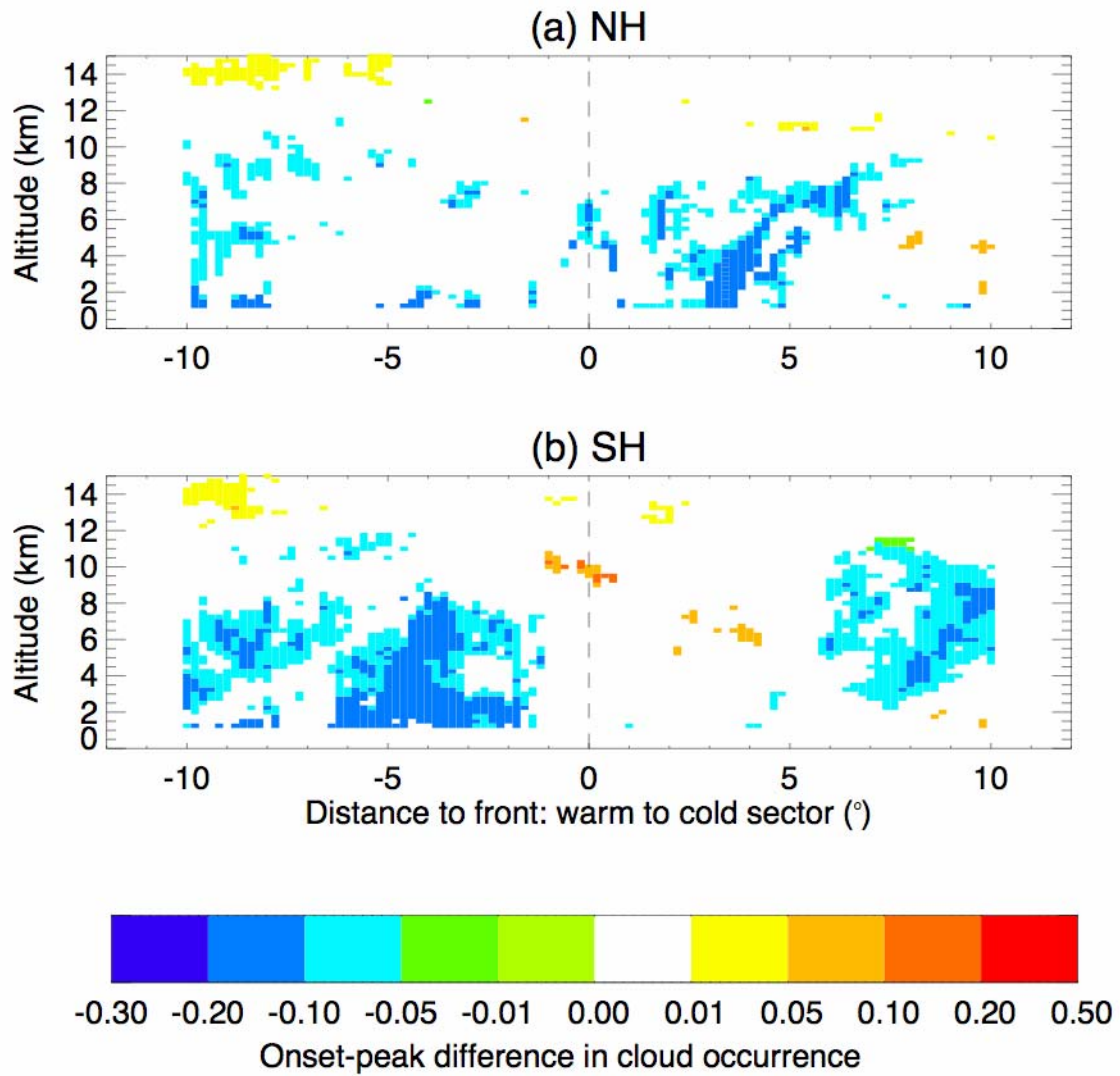 (a) NH
Altitude (km)
14
12
10
8
6
4
2
0
-10 -5 0 5 10
(b) SH
Altitude (km)
14
12
10
8
6
4
2
0
-10 -5 0 5 10
Distance to front: warm to cold sector (°)
-0.30 -0.20 -0.10 -0.05 -0.01 0.00 0.01 0.05 0.10 0.20 0.50
Onset-peak difference in cloud occurrence